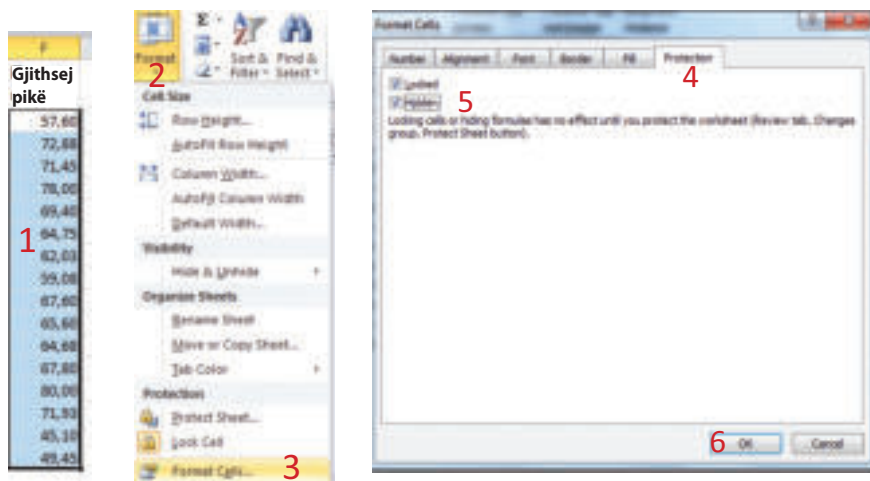 F
Gjithsej
pikë
57,60
72,88
71,45
78,00
69,40
64,75
62,03
59,08
67,60
65,60
64,60
67,80
80,00
71,93
45,10
49,45
1
Format
Sort & Filter
Find & Select
2
Cell Size
Row Height...
AutoFit Row Height
Column Width...
AutoFit Column Width
Default Width...
Visibility
Hide & Unhide
Organize Sheets
Rename Sheet
Move or Copy Sheet...
Tab Color
Protection
Protect Sheet...
Lock Cell
Format Cells...
3
Format Cells
Number Alignment Font Border Fill Protection
4
Locked
Hidden
5
Locking cells or hiding formulas has no effect until you protect the worksheet (Review tab, Changes
group, Protect Sheet button).
6
OK Cancel